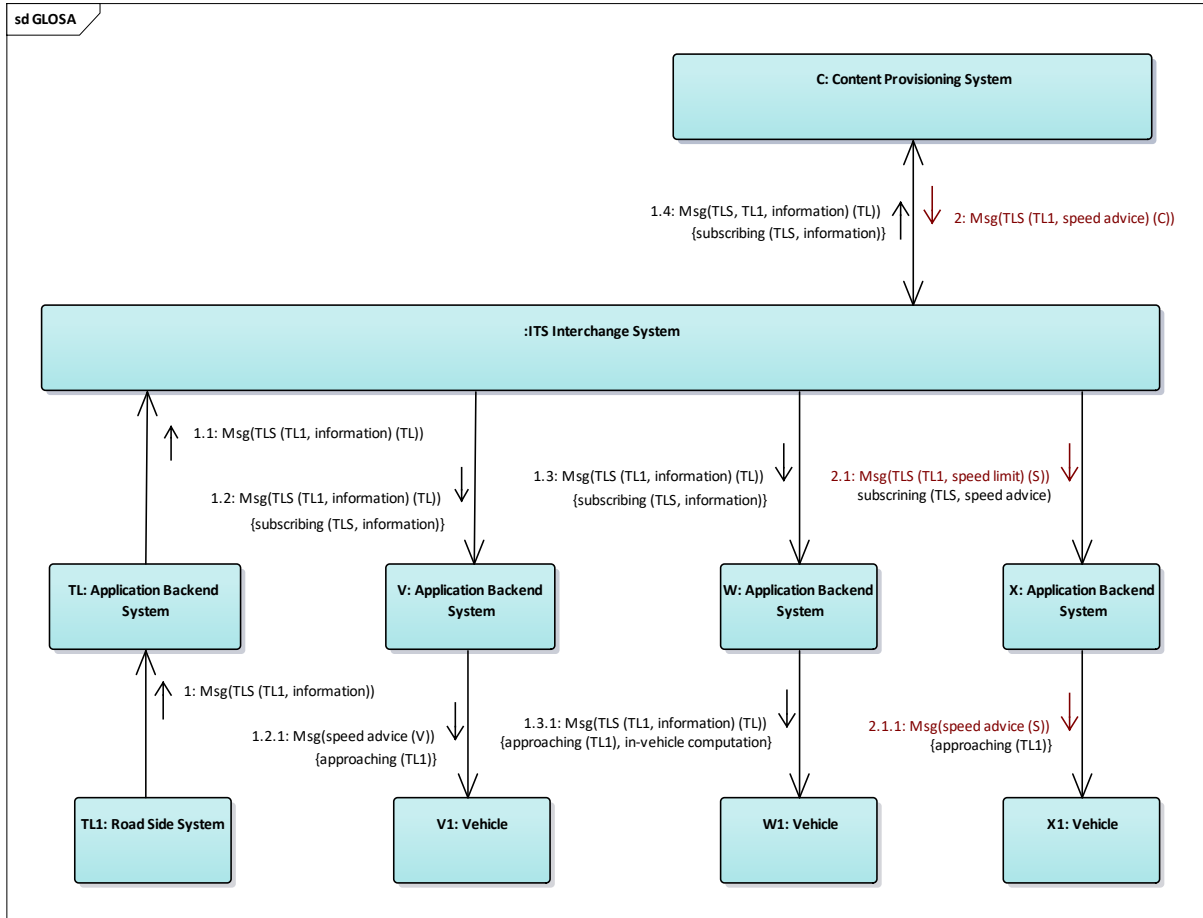 sd GLOSA
C: Content Provisioning System
1.4: Msg(TLS, TL1, information) (TL))
{subscribing (TLS, information)}
2: Msg(TLS (TL1, speed advice) (C))
:ITS Interchange System
1.1: Msg(TLS (TL1, information) (TL))
1.2: Msg(TLS (TL1, information) (TL))
{subscribing (TLS, information)}
1.3: Msg(TLS (TL1, information) (TL))
{subscribing (TLS, information)}
2.1: Msg(TLS (TL1, speed limit) (S))
subscrining (TLS, speed advice)
TL: Application Backend
System
V: Application Backend
System
W: Application Backend
System
X: Application Backend
System
1: Msg(TLS (TL1, information))
1.2.1: Msg(speed advice (V))
{approaching (TL1)}
1.3.1: Msg(TLS (TL1, information) (TL))
{approaching (TL1), in-vehicle computation}
2.1.1: Msg(speed advice (S))
{approaching (TL1)}
TL1: Road Side System
V1: Vehicle
W1: Vehicle
X1: Vehicle